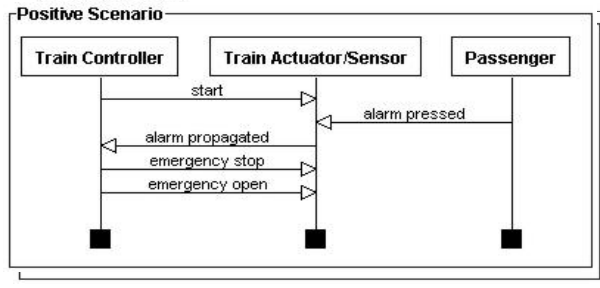 Positive Scenario
Train Controller Train Actuator/Sensor Passenger
start
alarm pressed
alarm propagated
emergency stop
emergency open